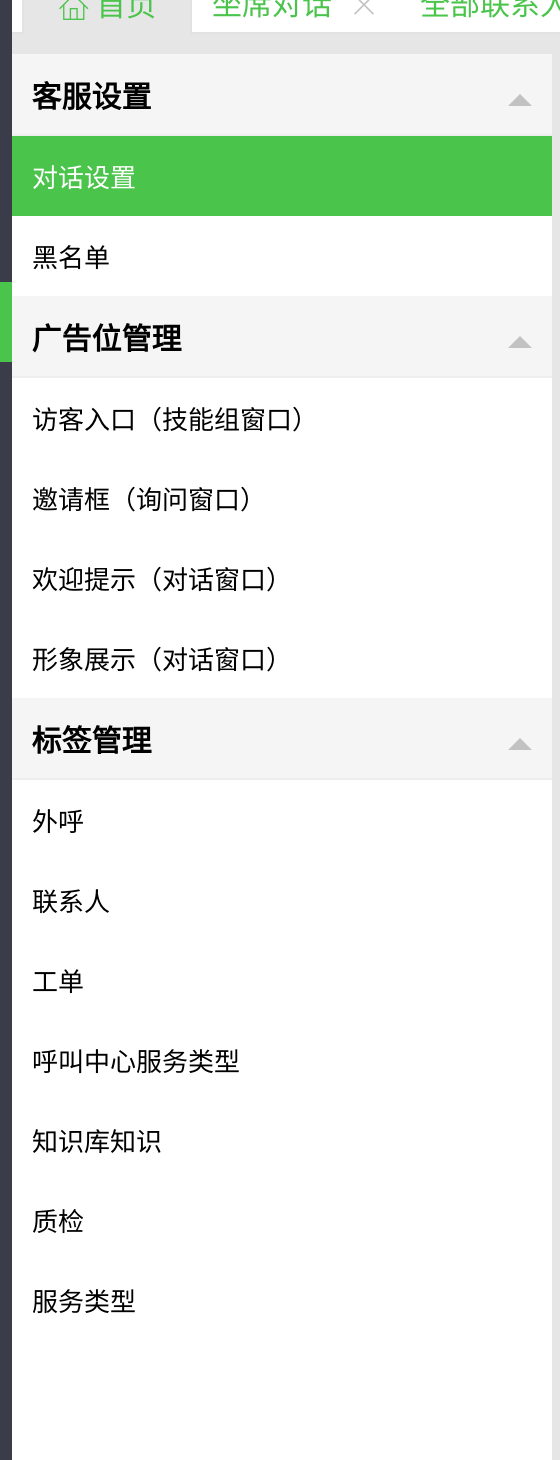 首页 坐席对话 全部联系人
客服设置
对话设置
黑名单
广告位管理
访客入口（技能组窗口）
邀请框（询问窗口）
欢迎提示（对话窗口）
形象展示（对话窗口）
标签管理
外呼
联系人
工单
呼叫中心服务类型
知识库知识
质检
服务类型